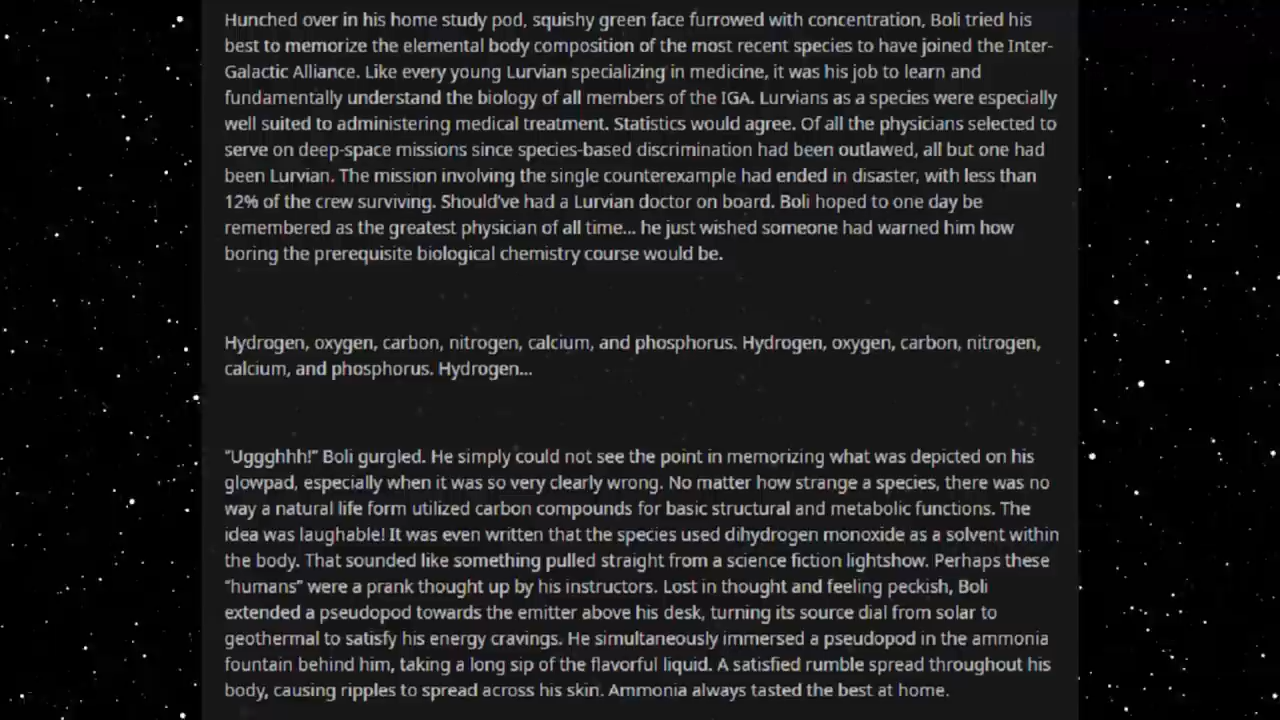 Hunched over in his home study pod, squishy green face furrowed with concentration, Boli tried his
best to memorize the elemental body composition of the most recent species to have joined the Inter-
Galactic Alliance. Like every young Lurvian specializing in medicine, it was his job to learn and
fundamentally understand the biology of all members of the IGA. Lurvians as a species were especially
well suited to administering medical treatment. Statistics would agree. Of all the physicians selected to
serve on deep-space missions since species-based discrimination had been outlawed, all but one had
been Lurvian. The mission involving the single counterexample had ended in disaster, with less than
12% of the crew surviving. Should've had a Lurvian doctor on board. Boli hoped to one day be
remembered as the greatest physician of all time... he just wished someone had warned him how
boring the prerequisite biological chemistry course would be.
Hydrogen, oxygen, carbon, nitrogen, calcium, and phosphorus. Hydrogen, oxygen, carbon, nitrogen,
calcium, and phosphorus. Hydrogen...
"Uggghhh!" Boli gurgled. He simply could not see the point in memorizing what was depicted on his
glowpad, especially when it was so very clearly wrong. No matter how strange a species, there was no
way a natural life form utilized carbon compounds for basic structural and metabolic functions. The
idea was laughable! It was even written that the species used dihydrogen monoxide as a solvent within
the body. That sounded like something pulled straight from a science fiction lightshow. Perhaps these
"humans" were a prank thought up by his instructors. Lost in thought and feeling peckish, Boli
extended a pseudopod towards the emitter above his desk, turning its source dial from solar to
geothermal to satisfy his energy cravings. He simultaneously immersed a pseudopod in the ammonia
fountain behind him, taking a long sip of the flavorful liquid. A satisfied rumble spread throughout his
body, causing ripples to spread across his skin. Ammonia always tasted the best at home.